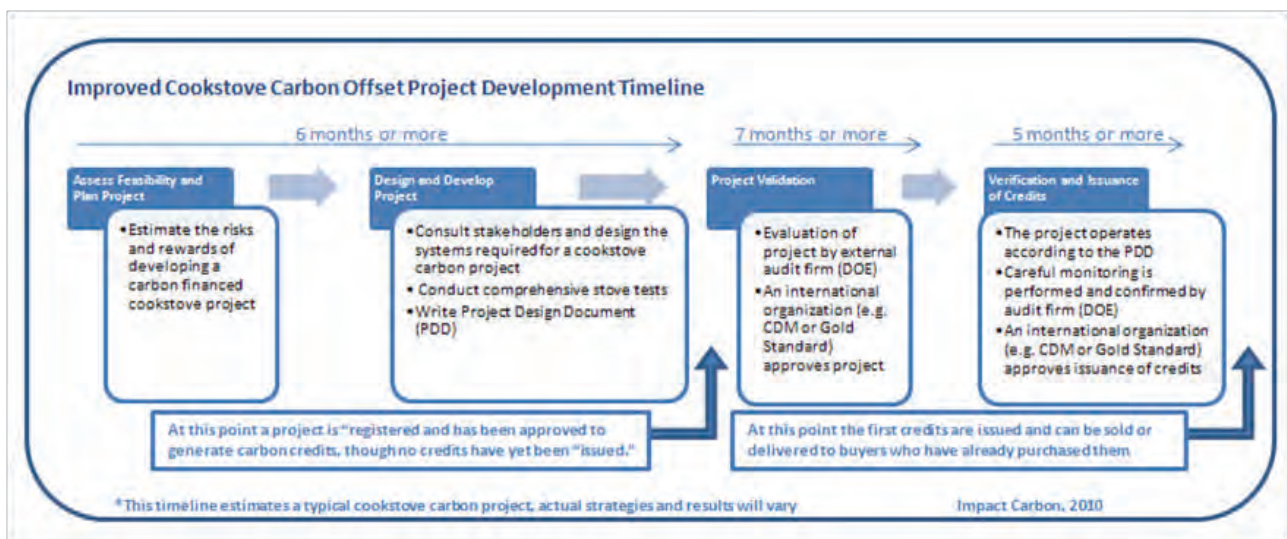 Improved Cookstove Carbon Offset Project Development Timeline
6 months or more
7 months or more
5 months or more
Assess Feasibility and
Plan Project
•Estimate the risks
and rewards of
developing a
carbon financed
cookstove project
Design and Develop
Project
•Consult stakeholders and design the
systems required for a cookstove
carbon project
• Conduct comprehensive stove tests
•Write Project Design Document
(PDD)
Project Validation
•Evaluation of
project by external
audit firm (DOE)
•An international
organization (e.g.
CDM or Gold
Standard)
approves project
Verification and Issuance
of Credits
•The project operates
according to the PDD
•Careful monitoring is
performed and confirmed by
audit firm (DOE)
•An international organization
(e.g. CDM or Gold Standard)
approves issuance of credits
At this point a project is "registered and has been approved to
generate carbon credits, though no credits have yet been "issued."
At this point the first credits are issued and can be sold or
delivered to buyers who have already purchased them
*This timeline estimates a typical cookstove carbon project, actual strategies and results will vary
Impact Carbon, 2010